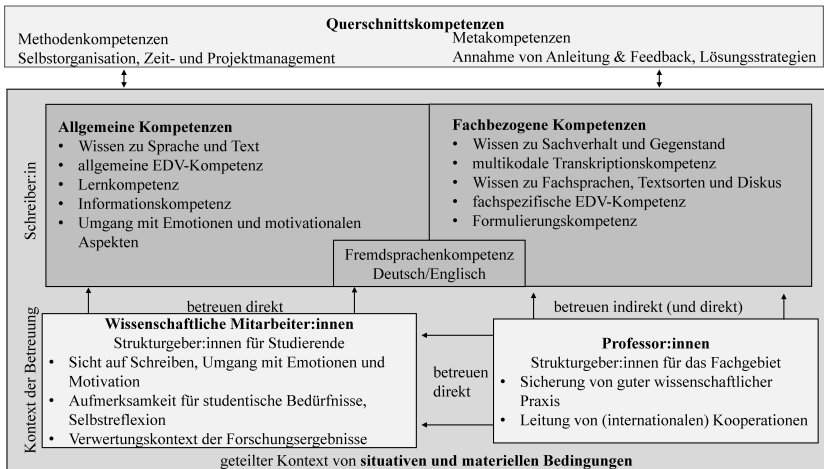 Querschnittskompetenzen
Methodenkompetenzen
Selbstorganisation, Zeit- und Projektmanagement
Metakompetenzen
Annahme von Anleitung & Feedback, Lösungsstrategien
Schreiber:in
Allgemeine Kompetenzen
• Wissen zu Sprache und Text
• allgemeine EDV-Kompetenz
• Lernkompetenz
• Informationskompetenz
• Umgang mit Emotionen und motivationalen
Aspekten
Fachbezogene Kompetenzen
• Wissen zu Sachverhalt und Gegenstand
• multikodale Transkriptionskompetenz
• Wissen zu Fachsprachen, Textsorten und Diskus
• fachspezifische EDV-Kompetenz
• Formulierungskompetenz
Fremdsprachenkompetenz
Deutsch/Englisch
Kontext der Betreuung
betreuen direkt
betreuen indirekt (und direkt)
Wissenschaftliche Mitarbeiter:innen
Strukturgeber:innen für Studierende
• Sicht auf Schreiben, Umgang mit Emotionen und
Motivation
• Aufmerksamkeit für studentische Bedürfnisse,
Selbstreflexion
• Verwertungskontext der Forschungsergebnisse
betreuen
direkt
Professor:innen
Strukturgeber:innen für das Fachgebiet
• Sicherung von guter wissenschaftlicher
Praxis
• Leitung von (internationalen) Kooperationen
geteilter Kontext von situativen und materiellen Bedingungen